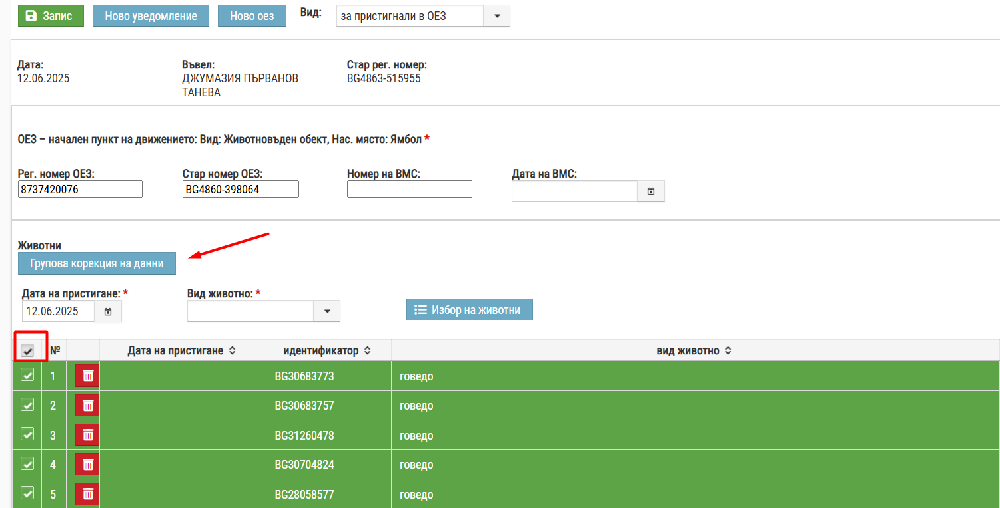 Запис
Ново уведомление
Ново оез
Вид:
за пристигнали в ОЕЗ
Дата:
12.06.2025
Въвел:
ДЖУМАЗИЯ ПЪРВАНОВ
ТАНЕВА
Стар рег. номер:
BG4863-515955
ОЕЗ – начален пункт на движението: Вид: Животновъден обект, Нас. място: Ямбол *
Рег. номер ОЕЗ:
8737420076
Стар номер ОЕЗ:
BG4860-398064
Номер на ВМС:
Дата на ВМС:
Животни
Групова корекция на данни
Дата на пристигане: *
12.06.2025
Вид животно: *
Избор на животни
№ Дата на пристигане идентификатор вид животно
1 BG30683773 говедо
2 BG30683757 говедо
3 BG31260478 говедо
4 BG30704824 говедо
5 BG28058577 говедо